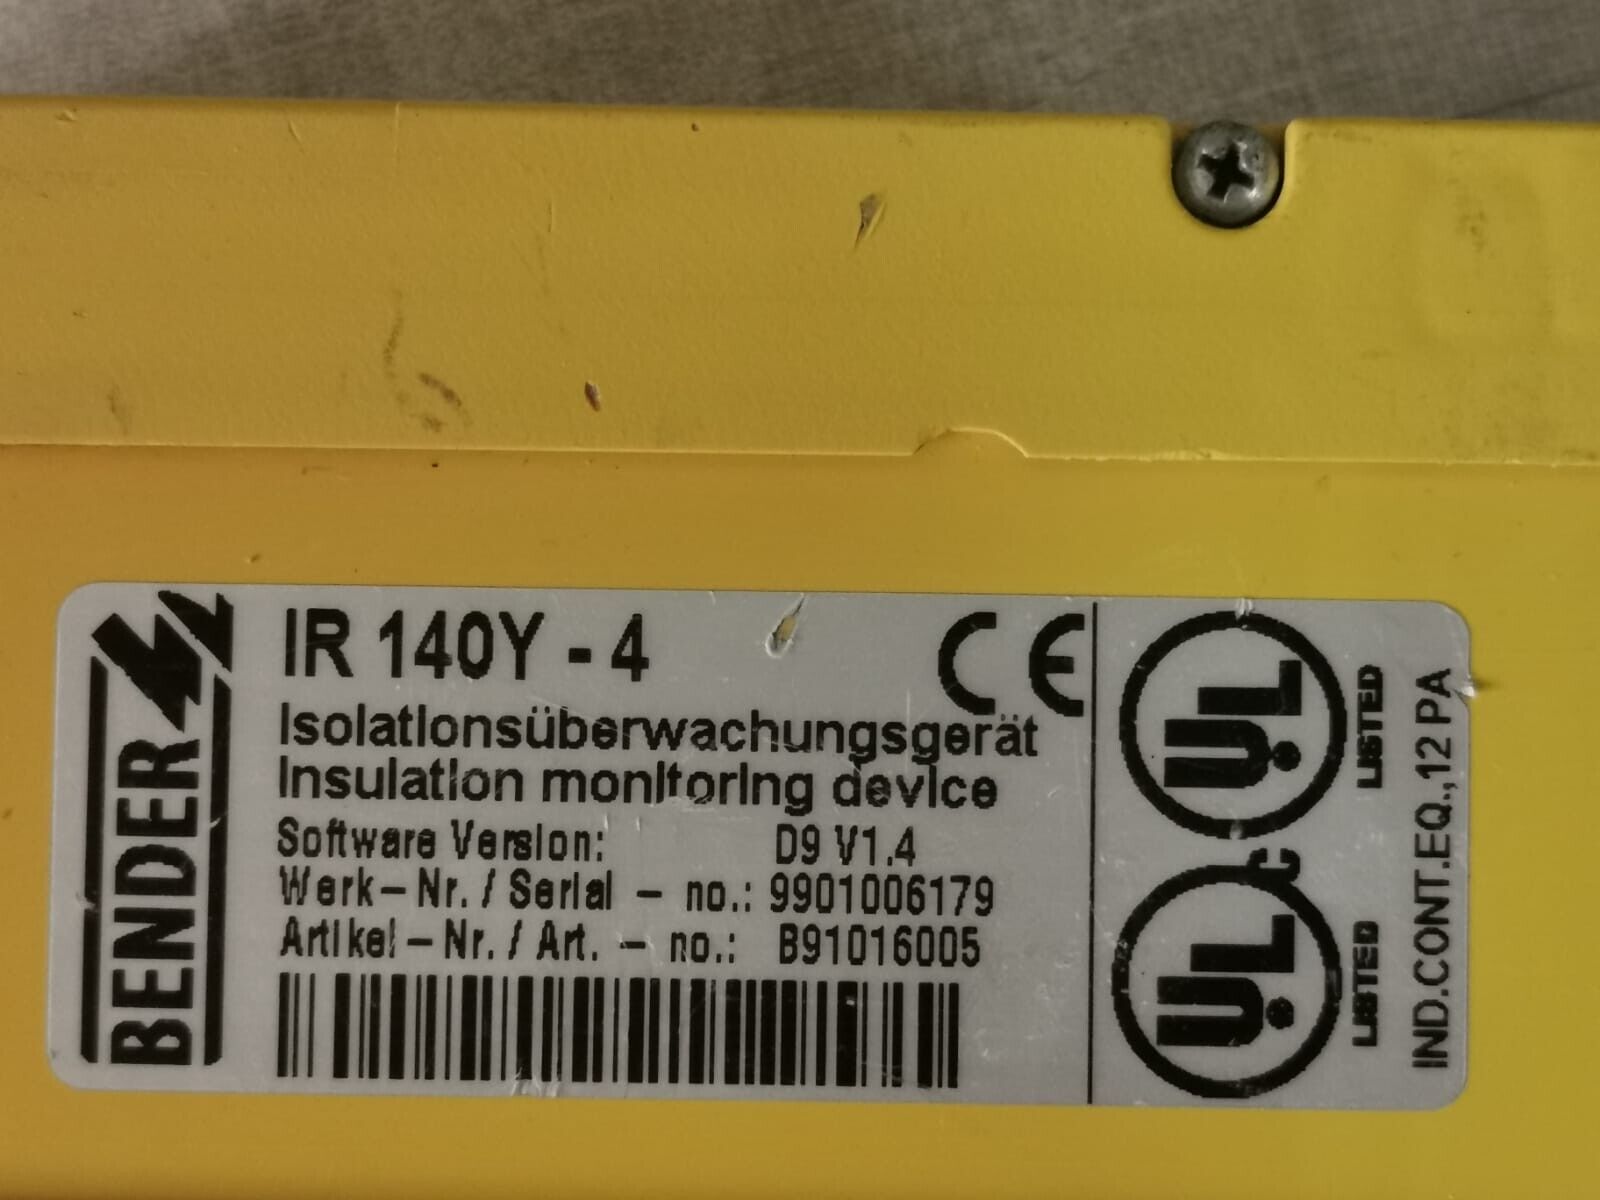 BENDER
IR 140Y - 4
CE
Isolationsüberwachungsgerät
Insulation monitoring device
Software Version: D9 V1.4
Werk-Nr. / Serial - no.: 9901006179
Artikel-Nr. / Art. - no.: B91016005
UL
LISTED
C UL
LISTED
IND.CONT.EQ.,12 PA